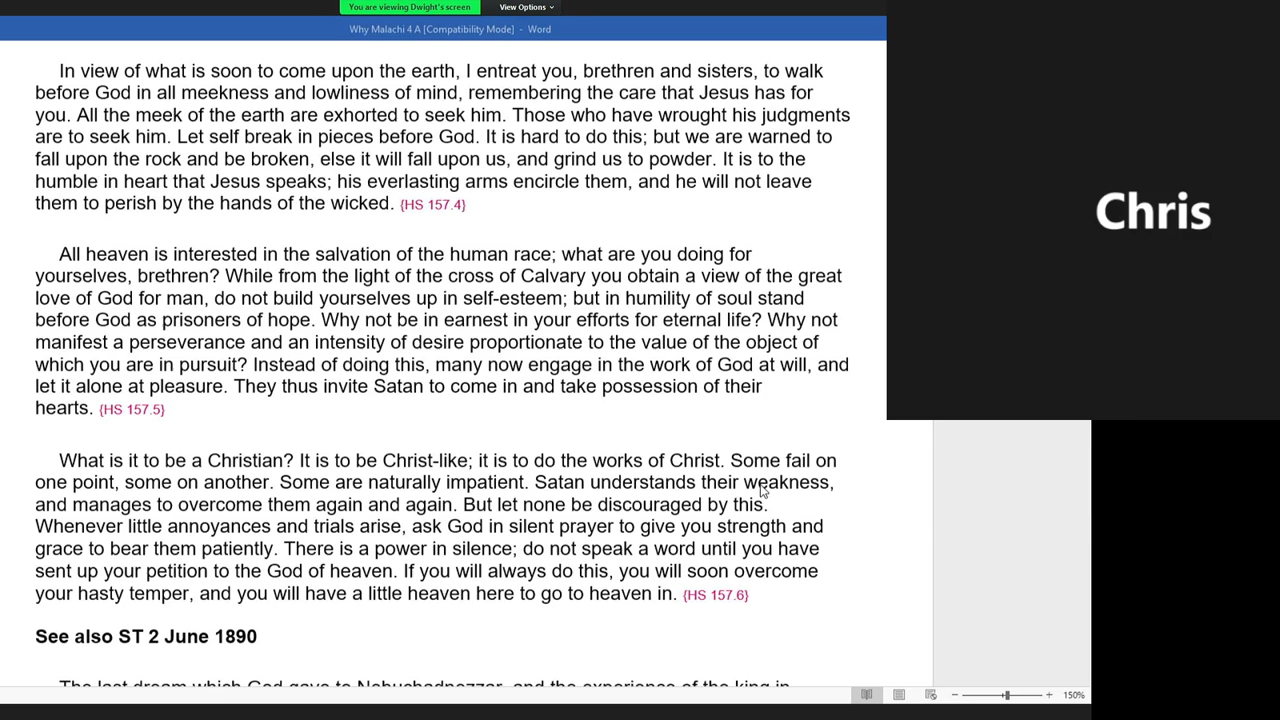 You are viewing Dwight's screen
View Options
Why Malachi 4 A [Compatibility Mode] - Word
In view of what is soon to come upon the earth, I entreat you, brethren and sisters, to walk
before God in all meekness and lowliness of mind, remembering the care that Jesus has for
you. All the meek of the earth are exhorted to seek him. Those who have wrought his judgments
are to seek him. Let self break in pieces before God. It is hard to do this; but we are warned to
fall upon the rock and be broken, else it will fall upon us, and grind us to powder. It is to the
humble in heart that Jesus speaks; his everlasting arms encircle them, and he will not leave
them to perish by the hands of the wicked. {HS 157.4}
All heaven is interested in the salvation of the human race; what are you doing for
yourselves, brethren? While from the light of the cross of Calvary you obtain a view of the great
love of God for man, do not build yourselves up in self-esteem; but in humility of soul stand
before God as prisoners of hope. Why not be in earnest in your efforts for eternal life? Why not
manifest a perseverance and an intensity of desire proportionate to the value of the object of
which you are in pursuit? Instead of doing this, many now engage in the work of God at will, and
let it alone at pleasure. They thus invite Satan to come in and take possession of their
hearts. {HS 157.5}
What is it to be a Christian? It is to be Christ-like; it is to do the works of Christ. Some fail on
one point, some on another. Some are naturally impatient. Satan understands their weakness,
and manages to overcome them again and again. But let none be discouraged by this.
Whenever little annoyances and trials arise, ask God in silent prayer to give you strength and
grace to bear them patiently. There is a power in silence; do not speak a word until you have
sent up your petition to the God of heaven. If you will always do this, you will soon overcome
your hasty temper, and you will have a little heaven here to go to heaven in. {HS 157.6}
See also ST 2 June 1890
The last dream which God gave to Nebuchadnezzar, and the experience of the king in
150%
Chris